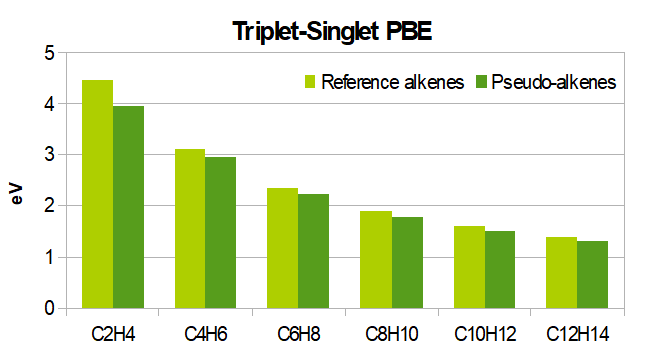 Triplet-Singlet PBE
5
Reference alkenes Pseudo-alkenes
4
3
eV
2
1
0
C2H4 C4H6 C6H8 C8H10 C10H12 C12H14